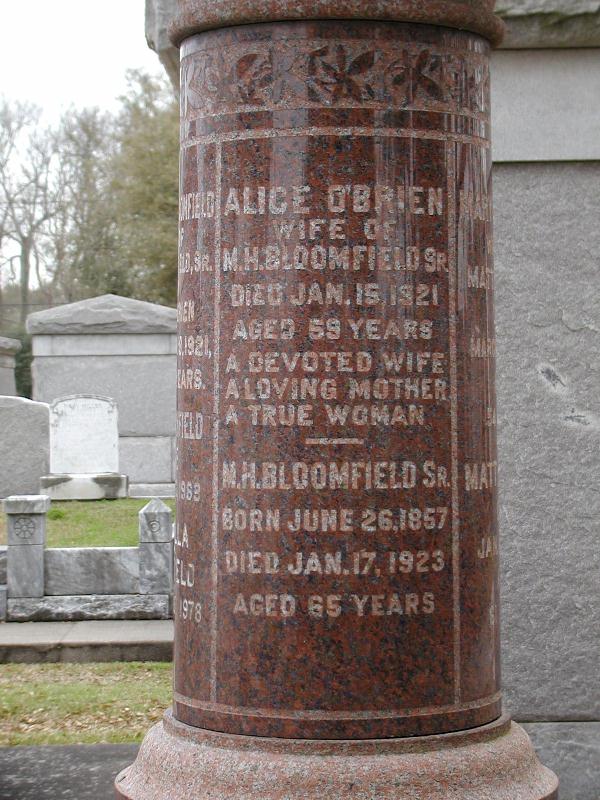 ALICE O'BRIEN
WIFE OF
M.H.BLOOMFIELD SR.
DIED JAN.15,1921
AGED 59 YEARS
A DEVOTED WIFE
A LOVING MOTHER
A TRUE WOMAN
M.H.BLOOMFIELD SR.
BORN JUNE 26,1857
DIED JAN.17,1923
AGED 65 YEARS